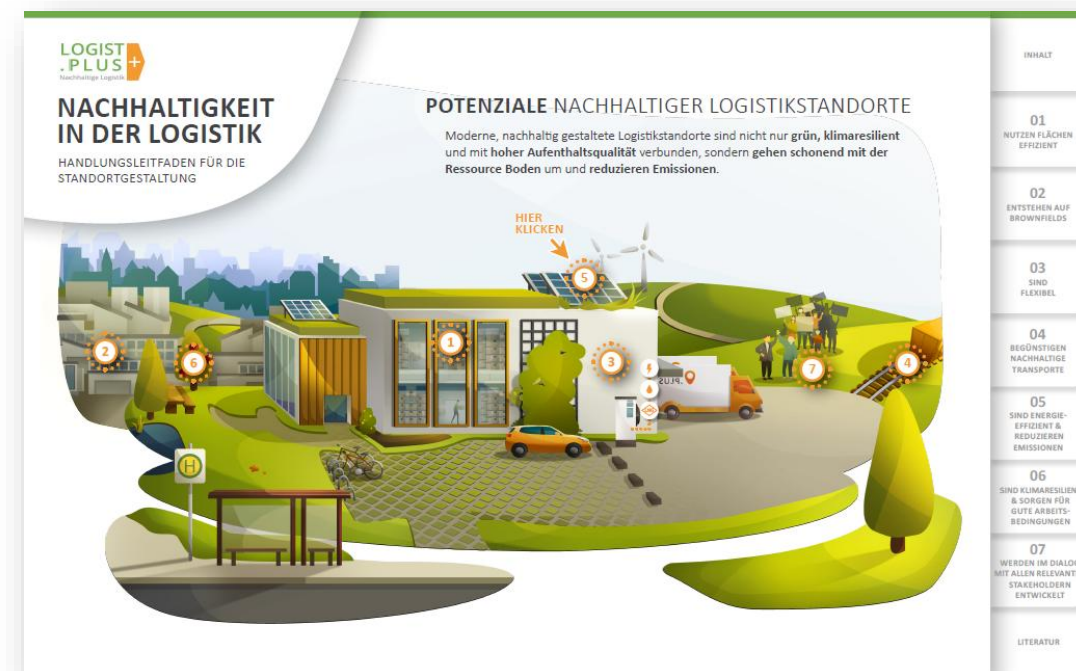 LOGIST
.PLUS+
Nachhaltige Logistik
NACHHALTIGKEIT
IN DER LOGISTIK
HANDLUNGSLEITFADEN FÜR DIE
STANDORTGESTALTUNG
POTENZIALE NACHHALTIGER LOGISTIKSTANDORTE
Moderne, nachhaltig gestaltete Logistikstandorte sind nicht nur grün, klimaresilient
und mit hoher Aufenthaltsqualität verbunden, sondern gehen schonend mit der
Ressource Boden um und reduzieren Emissionen.
HIER
KLICKEN
5
1
2
6
3
7
4
.PLUS
H
INHALT
01
NUTZEN FLÄCHEN
EFFIZIENT
02
ENTSTEHEN AUF
BROWNFIELDS
03
SIND
FLEXIBEL
04
BEGÜNSTIGEN
NACHHALTIGE
TRANSPORTE
05
SIND ENERGIE-
EFFIZIENT &
REDUZIEREN
EMISSIONEN
06
SIND KLIMARESILIEN
& SORGEN FÜR
GUTE ARBEITS-
BEDINGUNGEN
07
WERDEN IM DIALOG
MIT ALLEN RELEVANT
STAKEHOLDERN
ENTWICKELT
LITERATUR